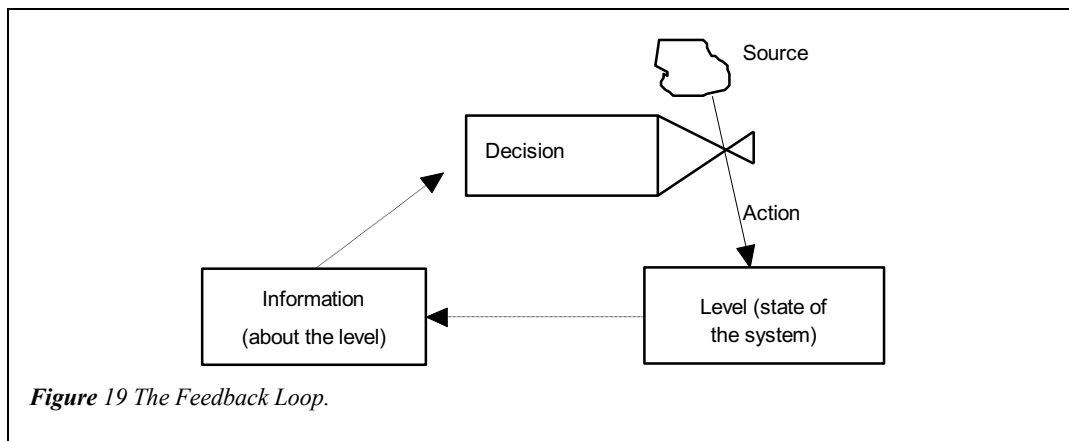 Source
Decision
Action
Information
(about the level)
Level (state of
the system)
Figure 19 The Feedback Loop.